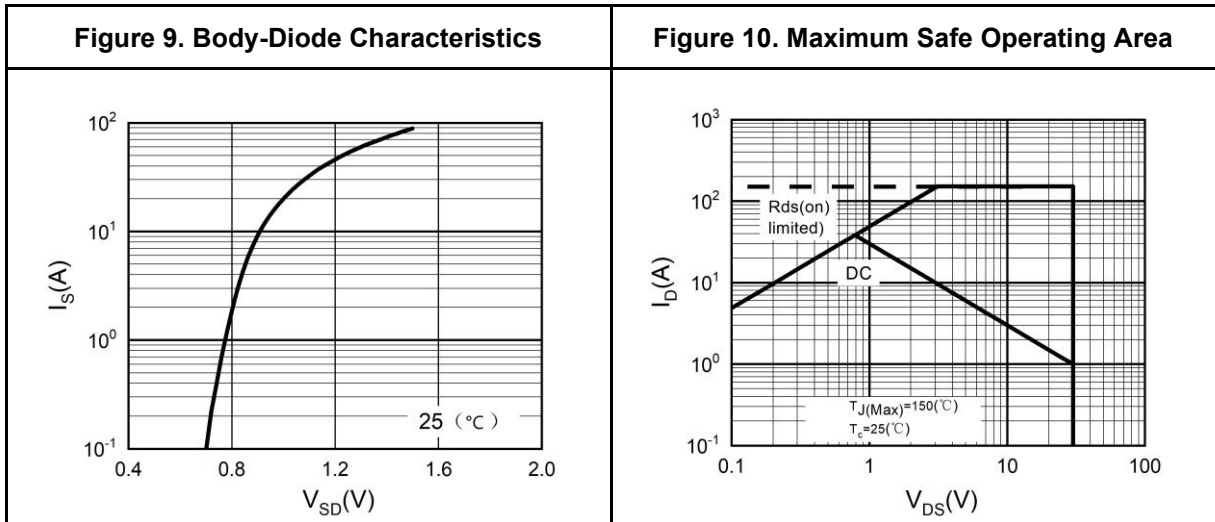 Figure 9. Body-Diode Characteristics
Figure 10. Maximum Safe Operating Area
10²
10¹
10⁰
10⁻¹
I_S(A)
25 (°C)
0.4 0.8 1.2 1.6 2.0
V_SD(V)
10³
10²
10¹
10⁰
10⁻¹
I_D(A)
Rds(on)
limited)
DC
T_J(Max)=150(℃)
T_c=25(℃)
0.1 1 10 100
V_DS(V)